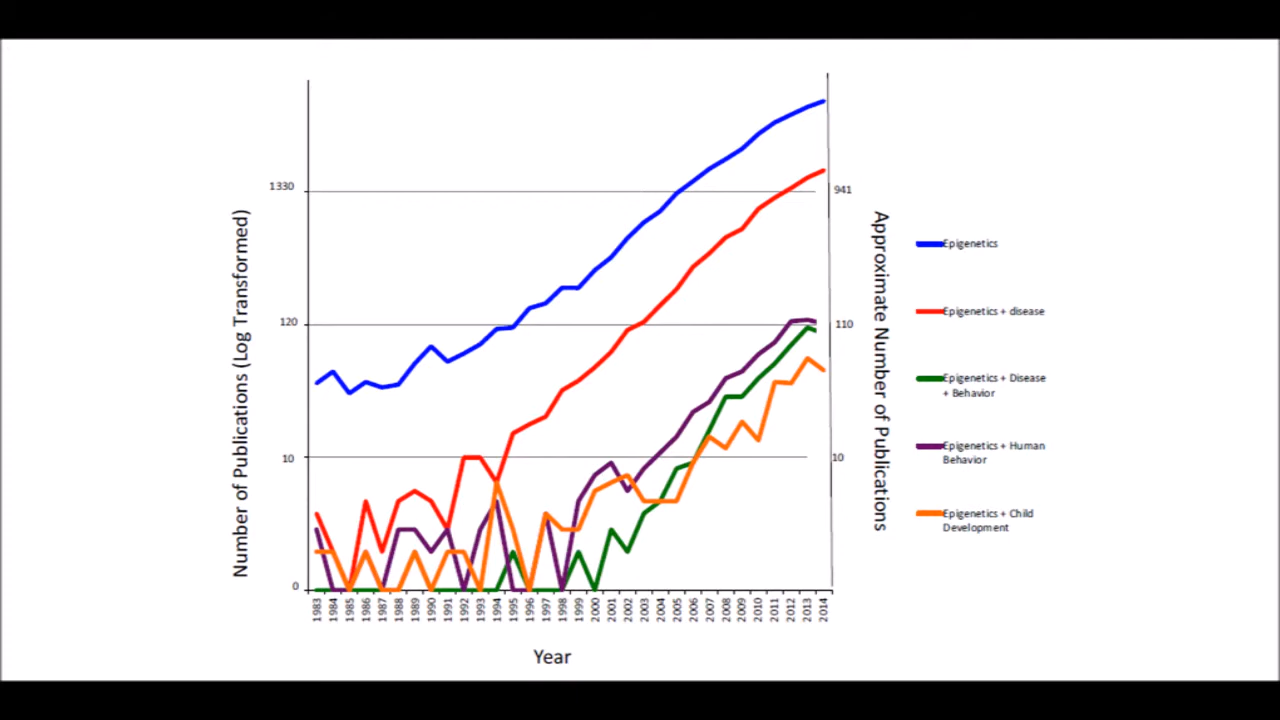 Number of Publications (Log Transformed)
1330
120
10
0
941
110
10
Approximate Number of Publications
1983 1984 1985 1986 1987 1988 1989 1990 1991 1992 1993 1994 1995 1996 1997 1998 1999 2000 2001 2002 2003 2004 2005 2006 2007 2008 2009 2010 2011 2012 2013 2014
Year
Epigenetics
Epigenetics + disease
Epigenetics + Disease
+ Behavior
Epigenetics + Human
Behavior
Epigenetics + Child
Development